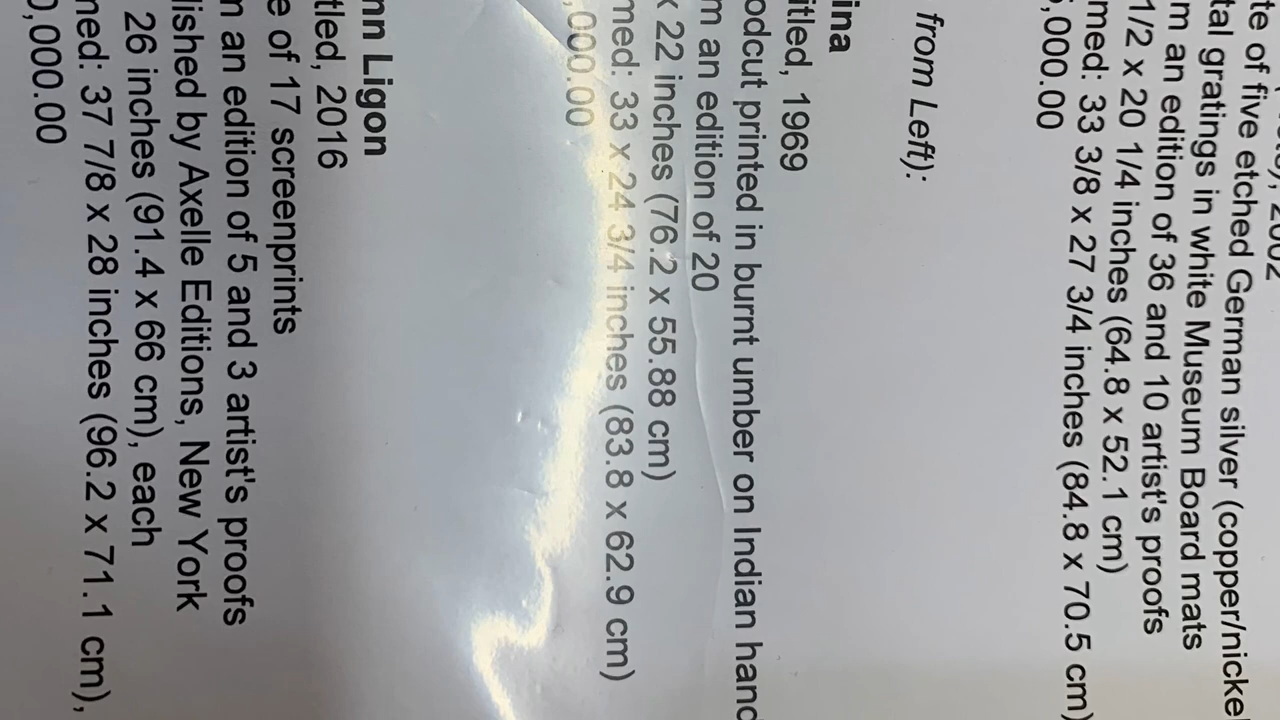 2002
te of five etched German silver (copper/nicke
tal gratings in white Museum Board mats
m an edition of 36 and 10 artist's proofs
1/2 x 20 1/4 inches (64.8 x 52.1 cm)
med: 33 3/8 x 27 3/4 inches (84.8 x 70.5 cm)
,000.00
from Left):
ina
itled, 1969
odcut printed in burnt umber on Indian hand
m an edition of 20
x 22 inches (76.2 x 55.88 cm)
med: 33 x 24 3/4 inches (83.8 x 62.9 cm)
,000.00
nn Ligon
tled, 2016
e of 17 screenprints
n an edition of 5 and 3 artist's proofs
lished by Axelle Editions, New York
26 inches (91.4 x 66 cm), each
ned: 37 7/8 x 28 inches (96.2 x 71.1 cm),
0,000.00